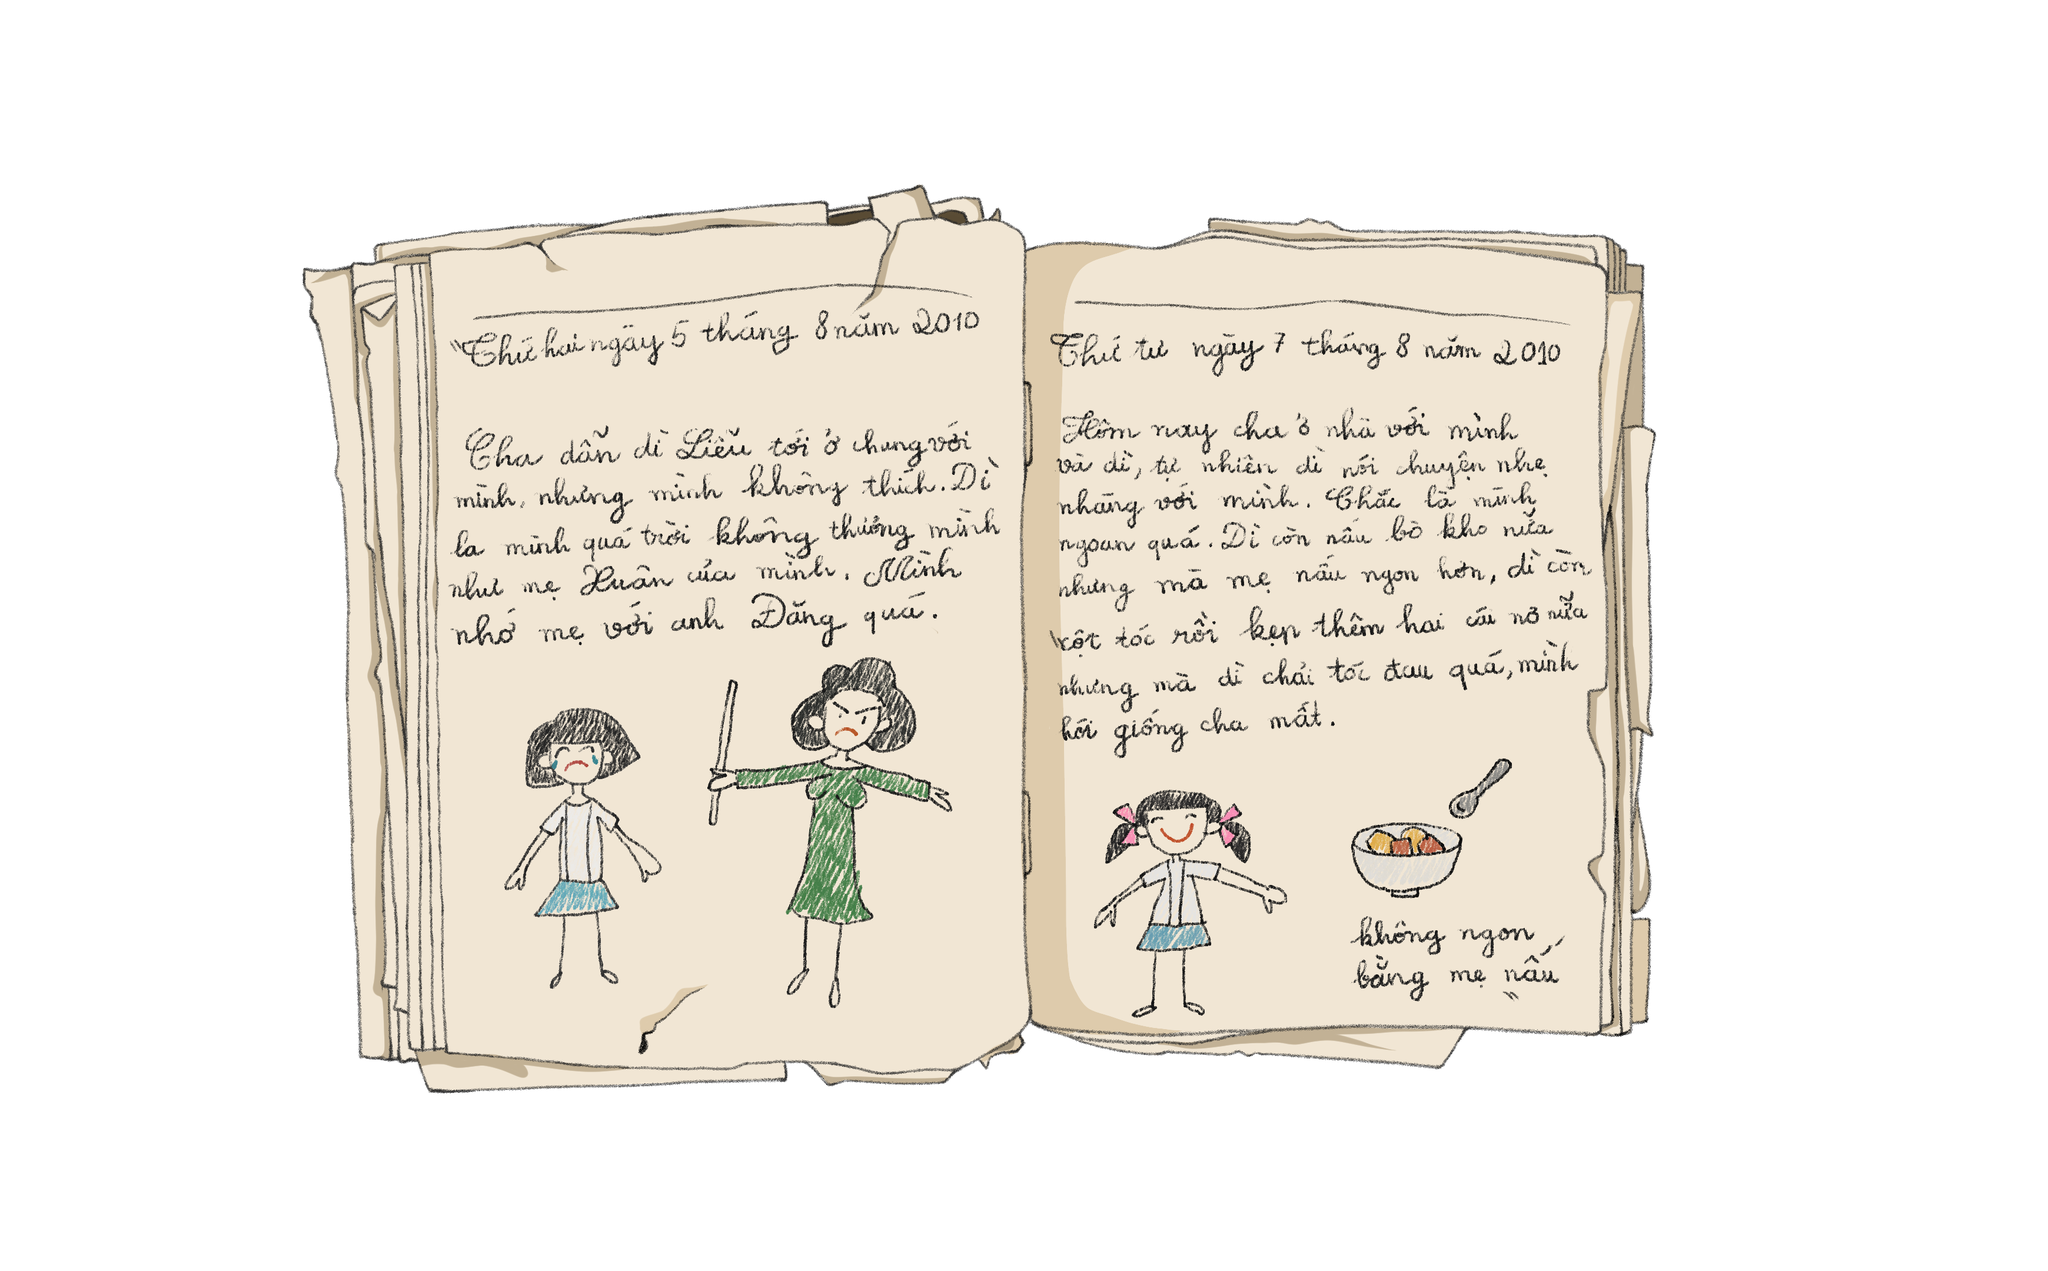 "Thứ hai ngày 5 tháng 8 năm 2010
Cha dẫn dì Liễu tới ở chung với
mình, nhưng mình không thích. Dì
la mình quá trời không thương mình
như mẹ Xuân của mình. Mình
nhớ mẹ với anh Đăng quá.
Thứ tư ngày 7 tháng 8 năm 2010
Hôm nay cha ở nhà với mình
và dì, tự nhiên dì nói chuyện nhẹ
nhàng với mình. Chắc là mình
ngoan quá. Dì còn nấu bò kho nữa
nhưng mà mẹ nấu ngon hơn, dì còn
cột tóc rồi kẹp thêm hai cái nơ nữa
nhưng mà dì chải tóc đau quá, mình
hói giống cha mất.
không ngon
bằng mẹ nấu"